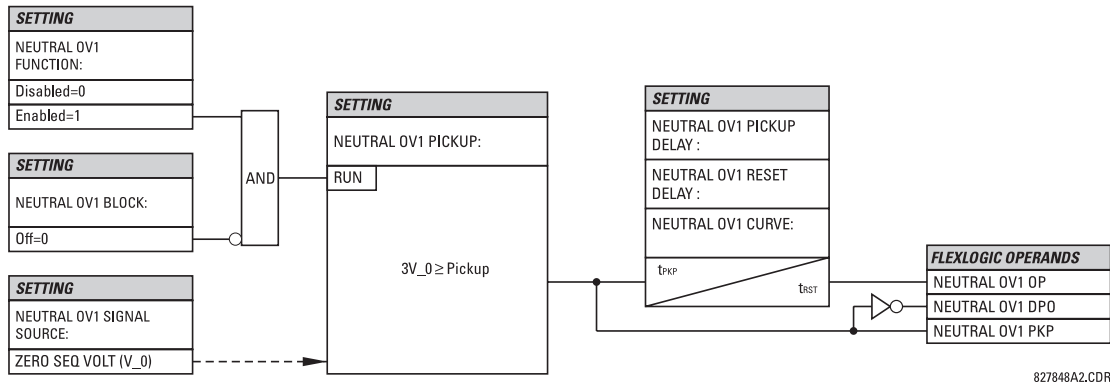 SETTING
NEUTRAL OV1
FUNCTION:
Disabled=0
Enabled=1
SETTING
NEUTRAL OV1 BLOCK:
Off=0
SETTING
NEUTRAL OV1 SIGNAL
SOURCE:
ZERO SEQ VOLT (V_0)
AND
SETTING
NEUTRAL OV1 PICKUP:
RUN
3V_0 ≥ Pickup
SETTING
NEUTRAL OV1 PICKUP
DELAY :
NEUTRAL OV1 RESET
DELAY :
NEUTRAL OV1 CURVE:
tPKP
tRST
FLEXLOGIC OPERANDS
NEUTRAL OV1 OP
NEUTRAL OV1 DPO
NEUTRAL OV1 PKP
827848A2.CDR